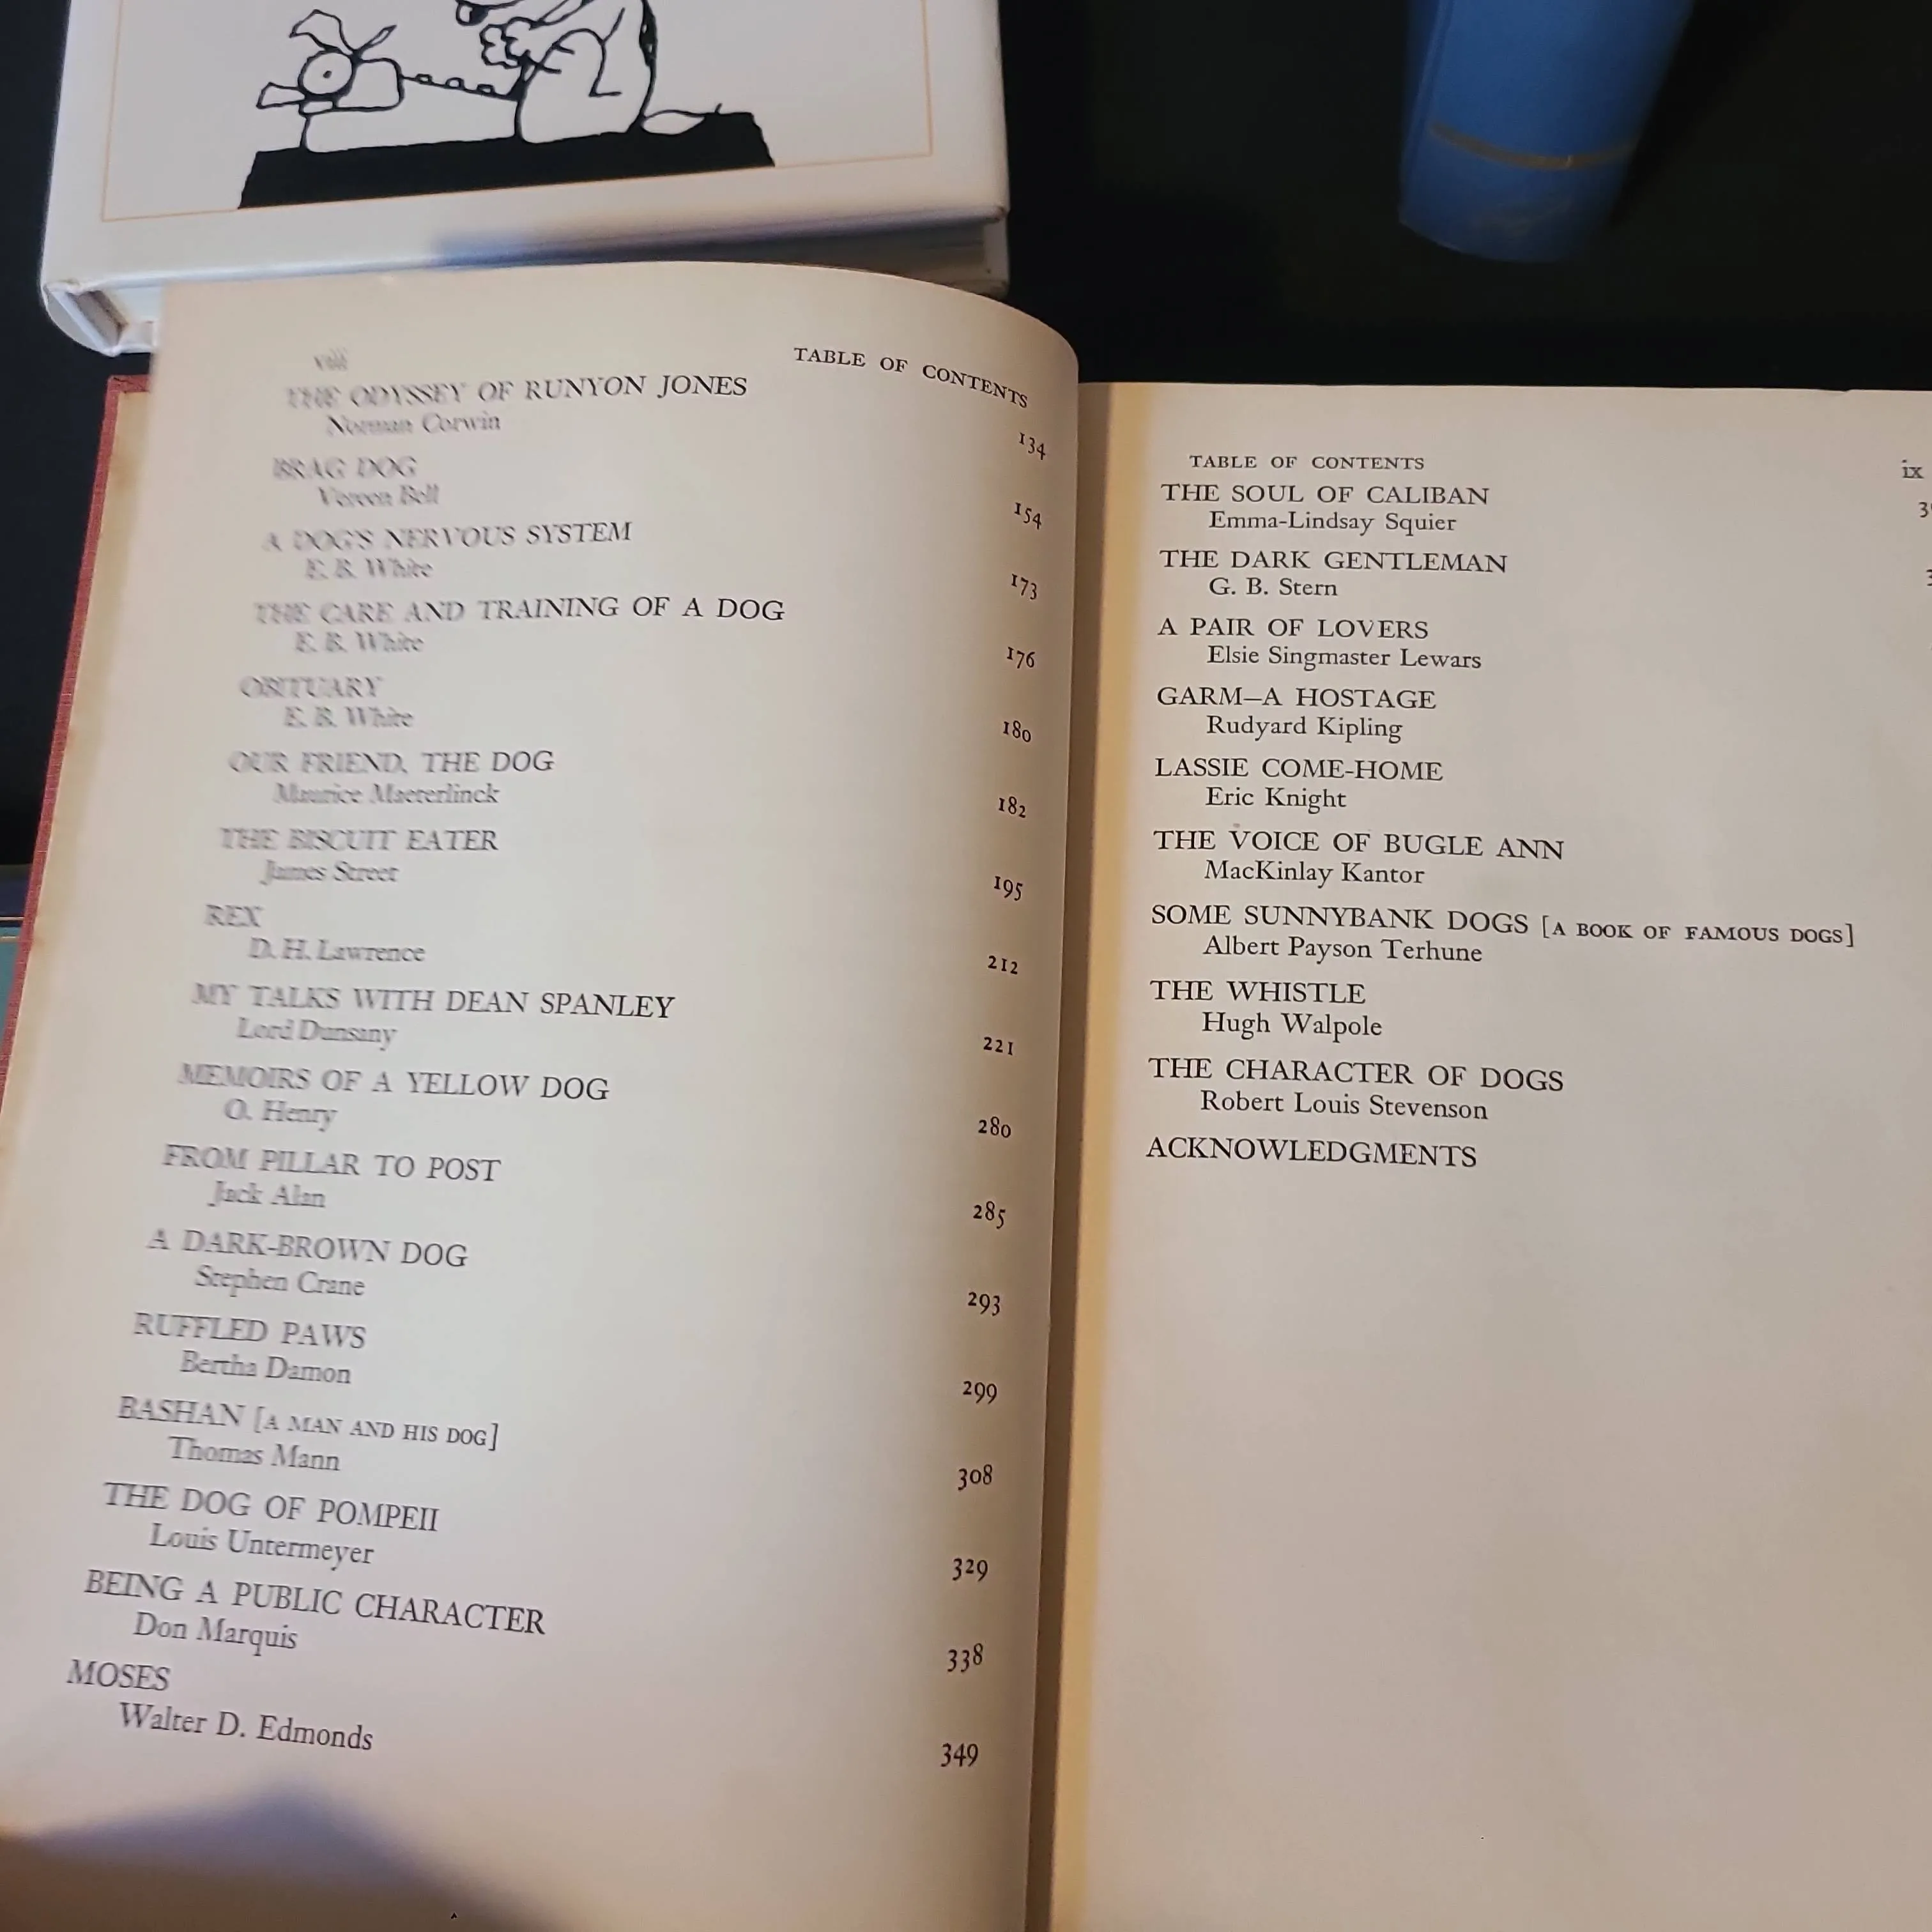 viii TABLE OF CONTENTS
THE ODYSSEY OF RUNYON JONES 134
Norman Corwin
BRAG DOG 154
Vereen Bell
A DOG'S NERVOUS SYSTEM 173
E. B. White
THE CARE AND TRAINING OF A DOG 176
E. B. White
OBITUARY 180
E. B. White
OUR FRIEND, THE DOG 182
Maurice Maeterlinck
THE BISCUIT EATER 195
James Street
REX 212
D. H. Lawrence
MY TALKS WITH DEAN SPANLEY 221
Lord Dunsany
MEMOIRS OF A YELLOW DOG 280
O. Henry
FROM PILLAR TO POST 285
Jack Alan
A DARK-BROWN DOG 293
Stephen Crane
RUFFLED PAWS 299
Bertha Damon
BASHAN [A MAN AND HIS DOG] 308
Thomas Mann
THE DOG OF POMPEII 329
Louis Untermeyer
BEING A PUBLIC CHARACTER 338
Don Marquis
MOSES 349
Walter D. Edmonds
TABLE OF CONTENTS ix
THE SOUL OF CALIBAN
Emma-Lindsay Squier
THE DARK GENTLEMAN
G. B. Stern
A PAIR OF LOVERS
Elsie Singmaster Lewars
GARM—A HOSTAGE
Rudyard Kipling
LASSIE COME-HOME
Eric Knight
THE VOICE OF BUGLE ANN
MacKinlay Kantor
SOME SUNNYBANK DOGS [A BOOK OF FAMOUS DOGS]
Albert Payson Terhune
THE WHISTLE
Hugh Walpole
THE CHARACTER OF DOGS
Robert Louis Stevenson
ACKNOWLEDGMENTS